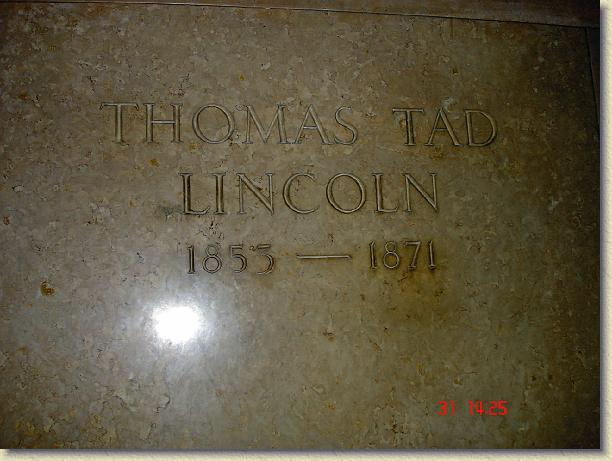 THOMAS TAD
LINCOLN
1853 — 1871
31 14:25